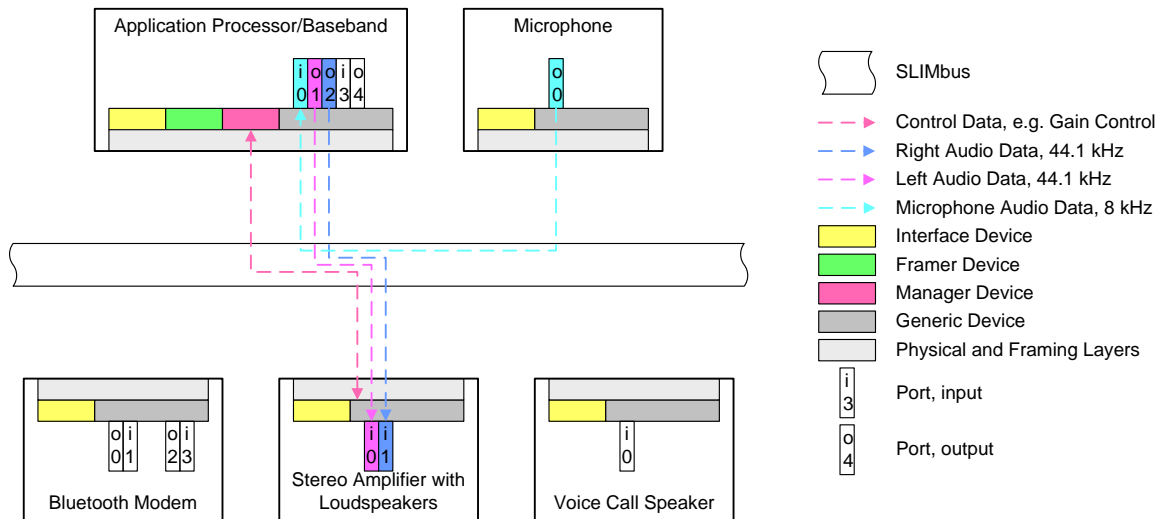 Application Processor/Baseband
i 0
o 1
o 2
i 3
o 4
Microphone
o 0
SLIMbus
Control Data, e.g. Gain Control
Right Audio Data, 44.1 kHz
Left Audio Data, 44.1 kHz
Microphone Audio Data, 8 kHz
Interface Device
Framer Device
Manager Device
Generic Device
Physical and Framing Layers
i 3
Port, input
o 4
Port, output
o 0
i 1
o 2
i 3
Bluetooth Modem
i 0
i 1
Stereo Amplifier with
Loudspeakers
i 0
Voice Call Speaker